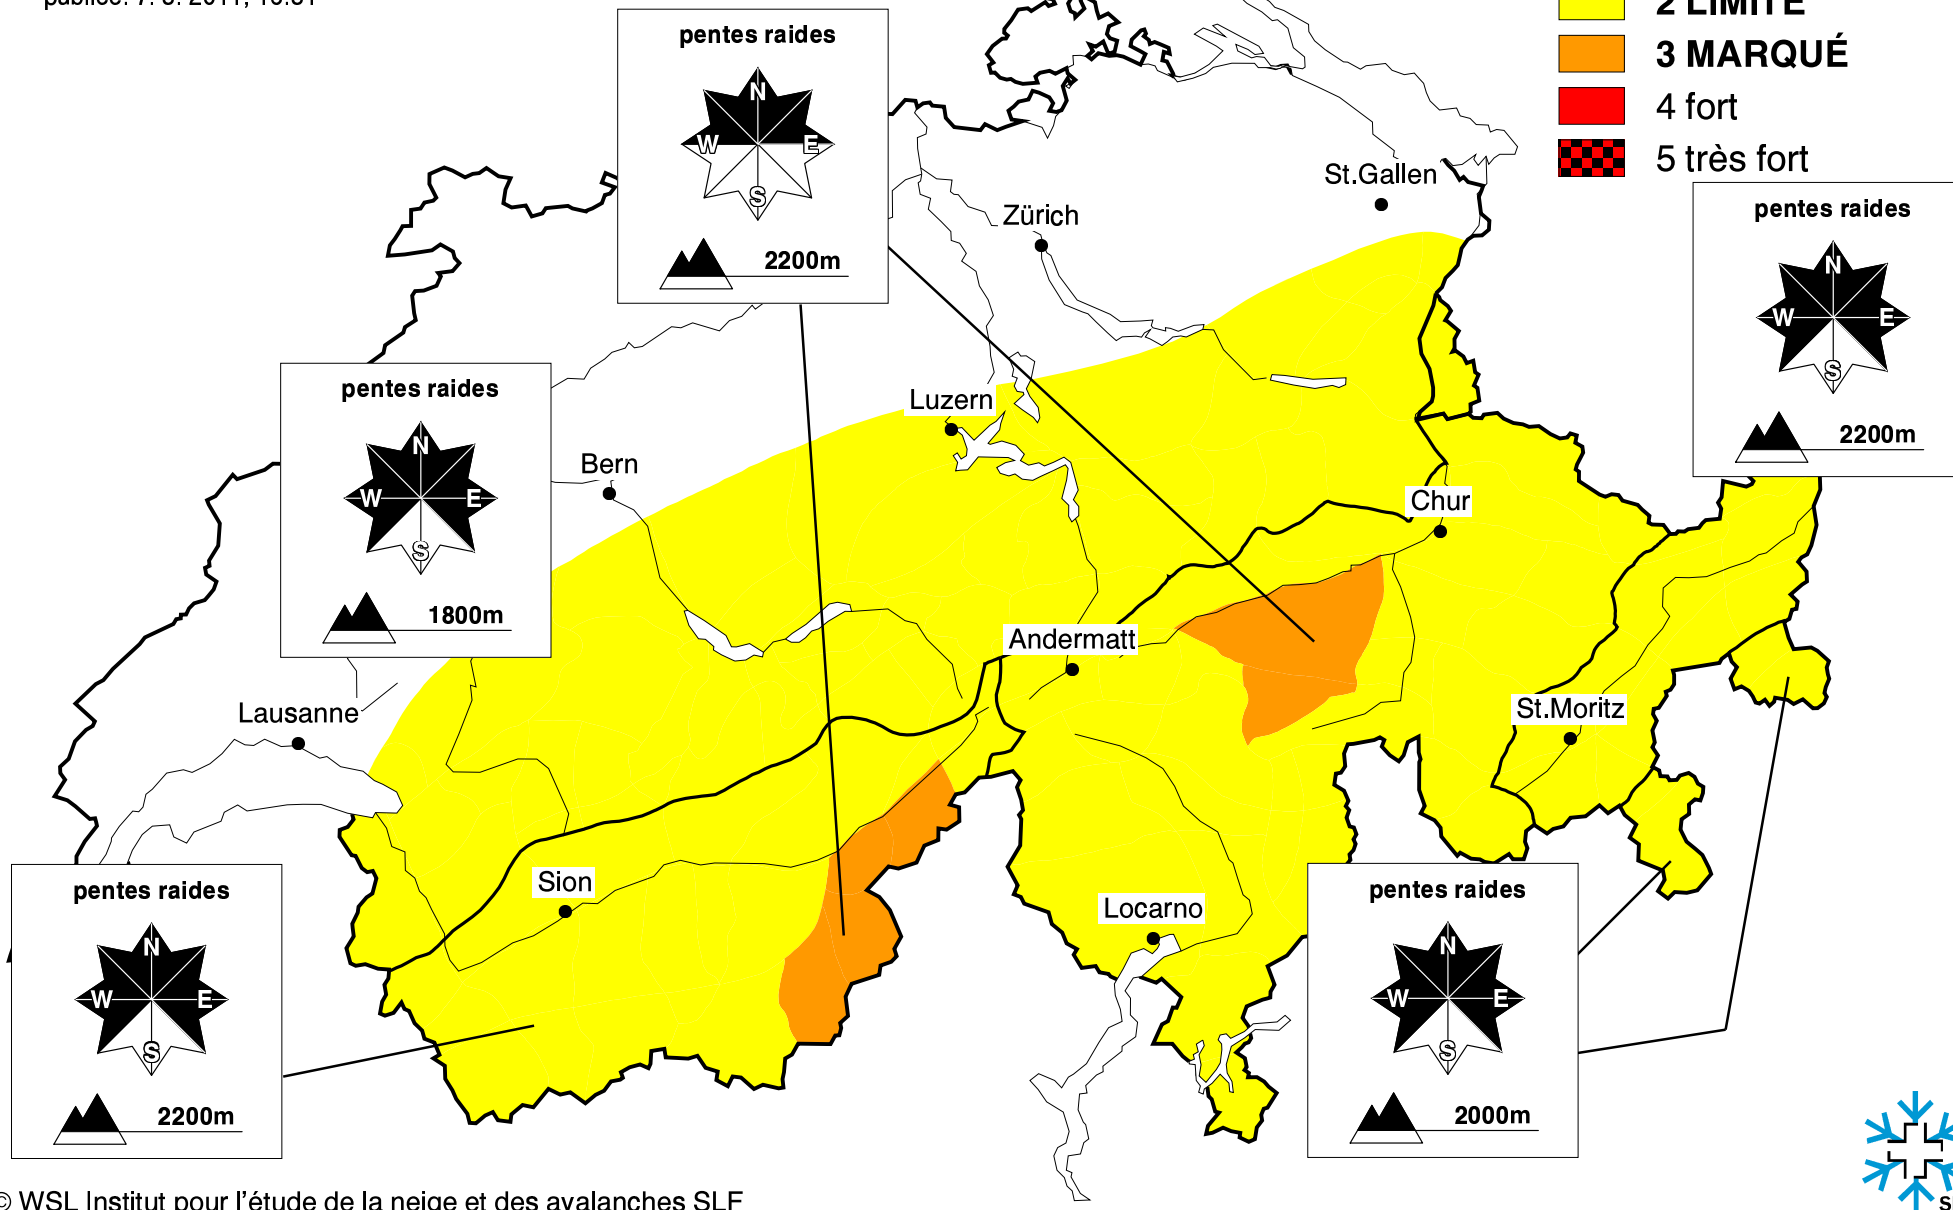 2 LIMITÉ
3 MARQUÉ
4 fort
5 très fort
pentes raides
N
W E
S
2200m
pentes raides
N
W E
S
2200m
St.Gallen
Zürich
pentes raides
N
W E
S
1800m
Luzern
Bern
Chur
Andermatt
Lausanne
St.Moritz
Sion
Locarno
pentes raides
N
W E
S
2200m
pentes raides
N
W E
S
2000m
© WSL Institut pour l'étude de la neige et des avalanches SLF